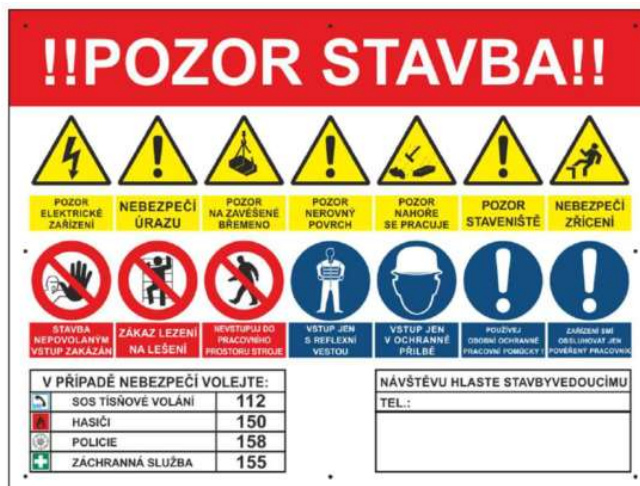 !!POZOR STAVBA!!
POZOR
ELEKTRICKÉ
ZAŘÍZENÍ
NEBEZPEČÍ
ÚRAZU
POZOR
NA ZAVĚŠENÉ
BŘEMENO
POZOR
NEROVNÝ
POVRCH
POZOR
NAHOŘE
SE PRACUJE
POZOR
STAVENIŠTĚ
NEBEZPEČÍ
ZŘÍCENÍ
STAVBA
NEPOVOLANÝM
VSTUP ZAKÁZÁN
ZÁKAZ LEZENÍ
NA LEŠENÍ
NEVSTUPUJ DO
PRACOVNÍHO
PROSTORU STROJE
VSTUP JEN
S REFLEXNÍ
VESTOU
VSTUP JEN
V OCHRANNÉ
PŘILBĚ
POUŽÍVEJ
OSOBNÍ OCHRANNÉ
PRACOVNÍ POMŮCKY !
ZAŘÍZENÍ SMÍ
OBSLUHOVAT JEN
POVĚŘENÝ PRACOVNÍK
V PŘÍPADĚ NEBEZPEČÍ VOLEJTE:
SOS TÍSŇOVÉ VOLÁNÍ 112
HASIČI 150
POLICIE 158
ZÁCHRANNÁ SLUŽBA 155
NÁVŠTĚVU HLASTE STAVBYVEDOUCÍMU
TEL.: